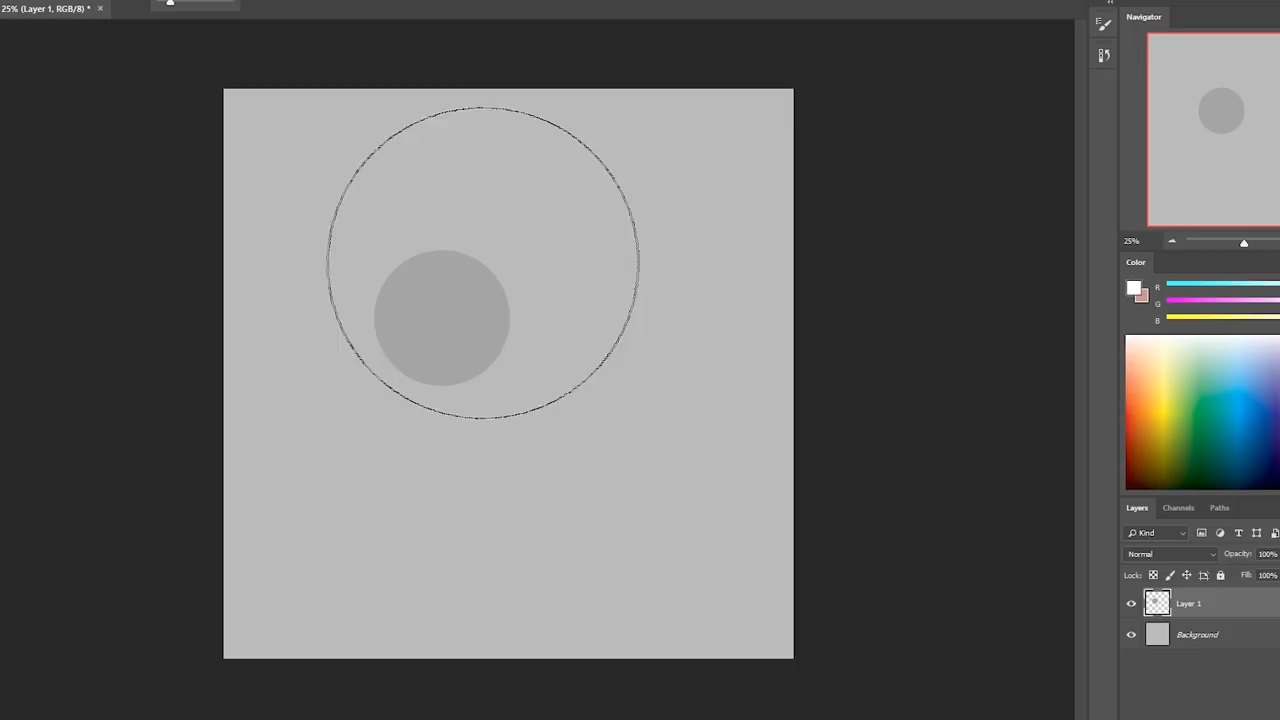 25% (Layer 1, RGB/8) *
Navigator
25%
Color
R
G
B
Layers Channels Paths
Kind
Normal Opacity: 100%
Lock: Fill: 100%
Layer 1
Background